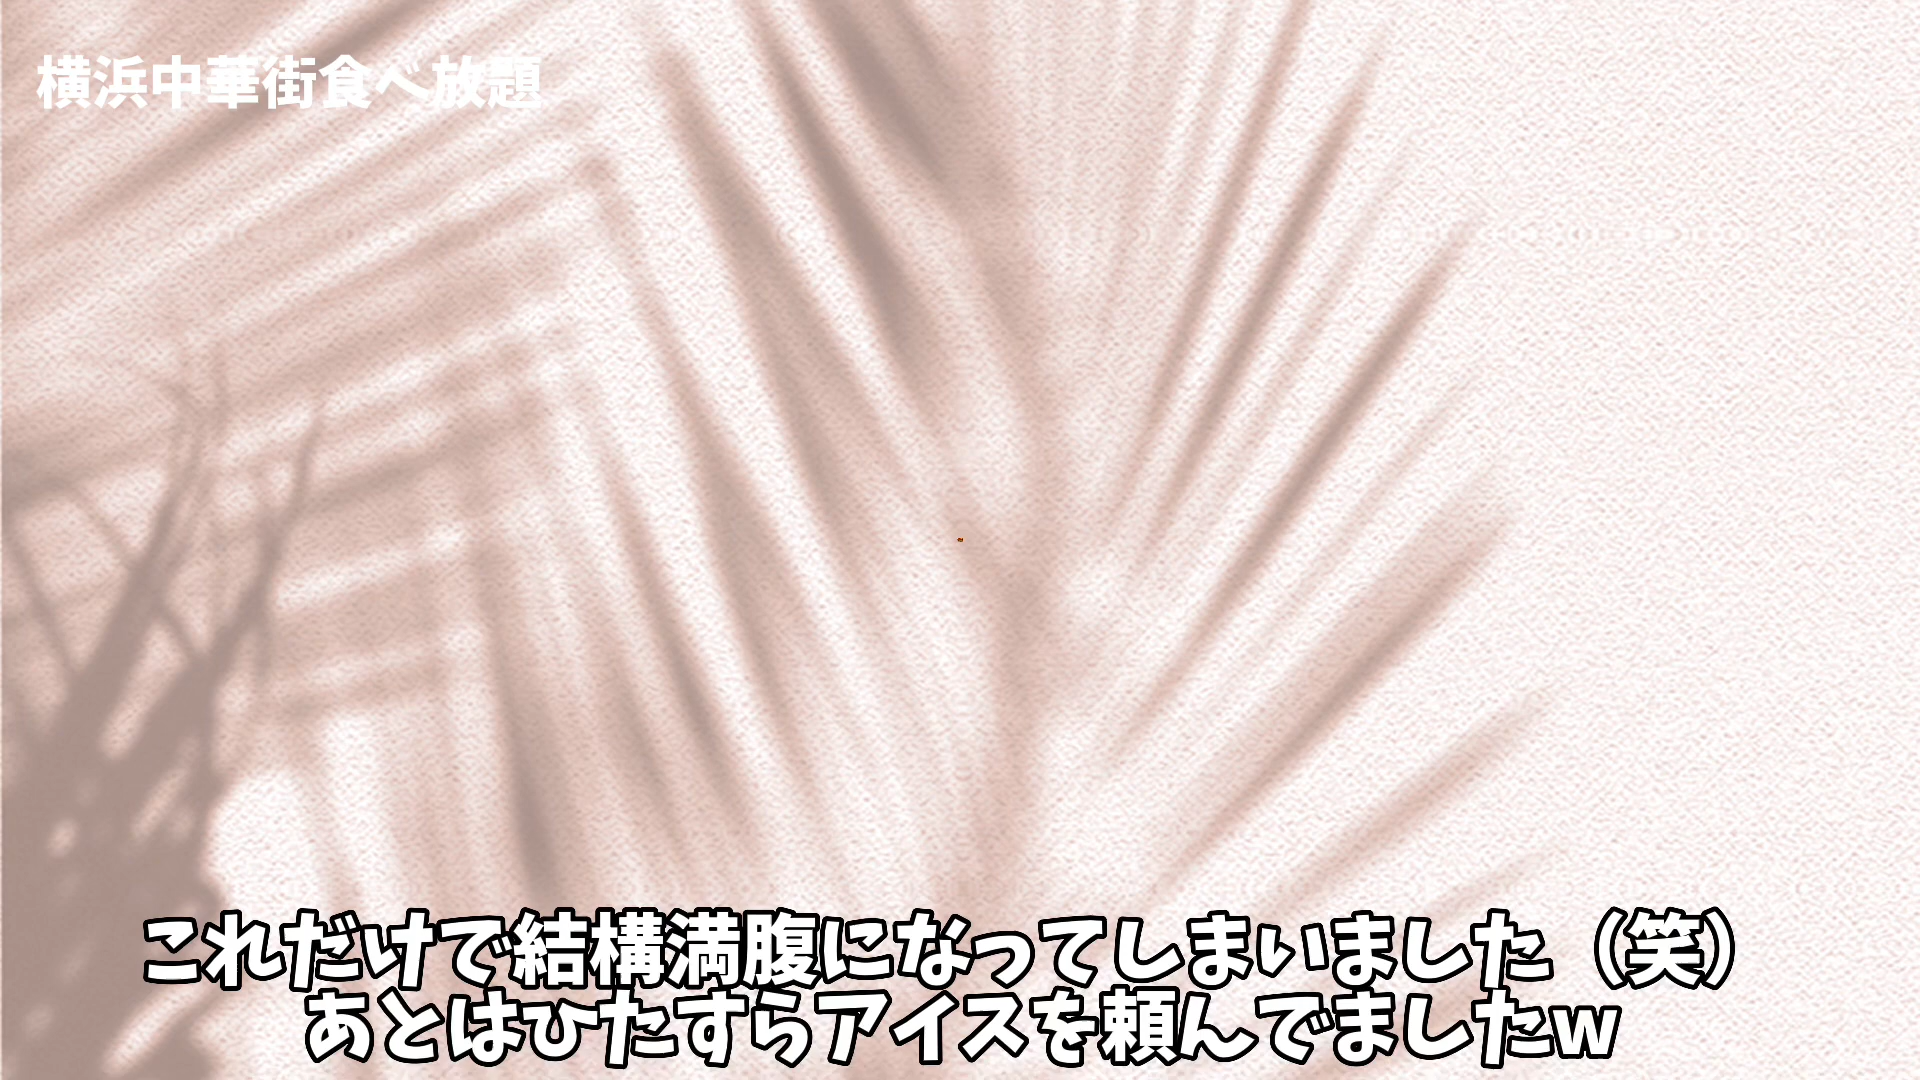 横浜中華街食べ放題
これだけで結構満腹になってしまいました（笑）
あとはひたすらアイスを頼んでましたw